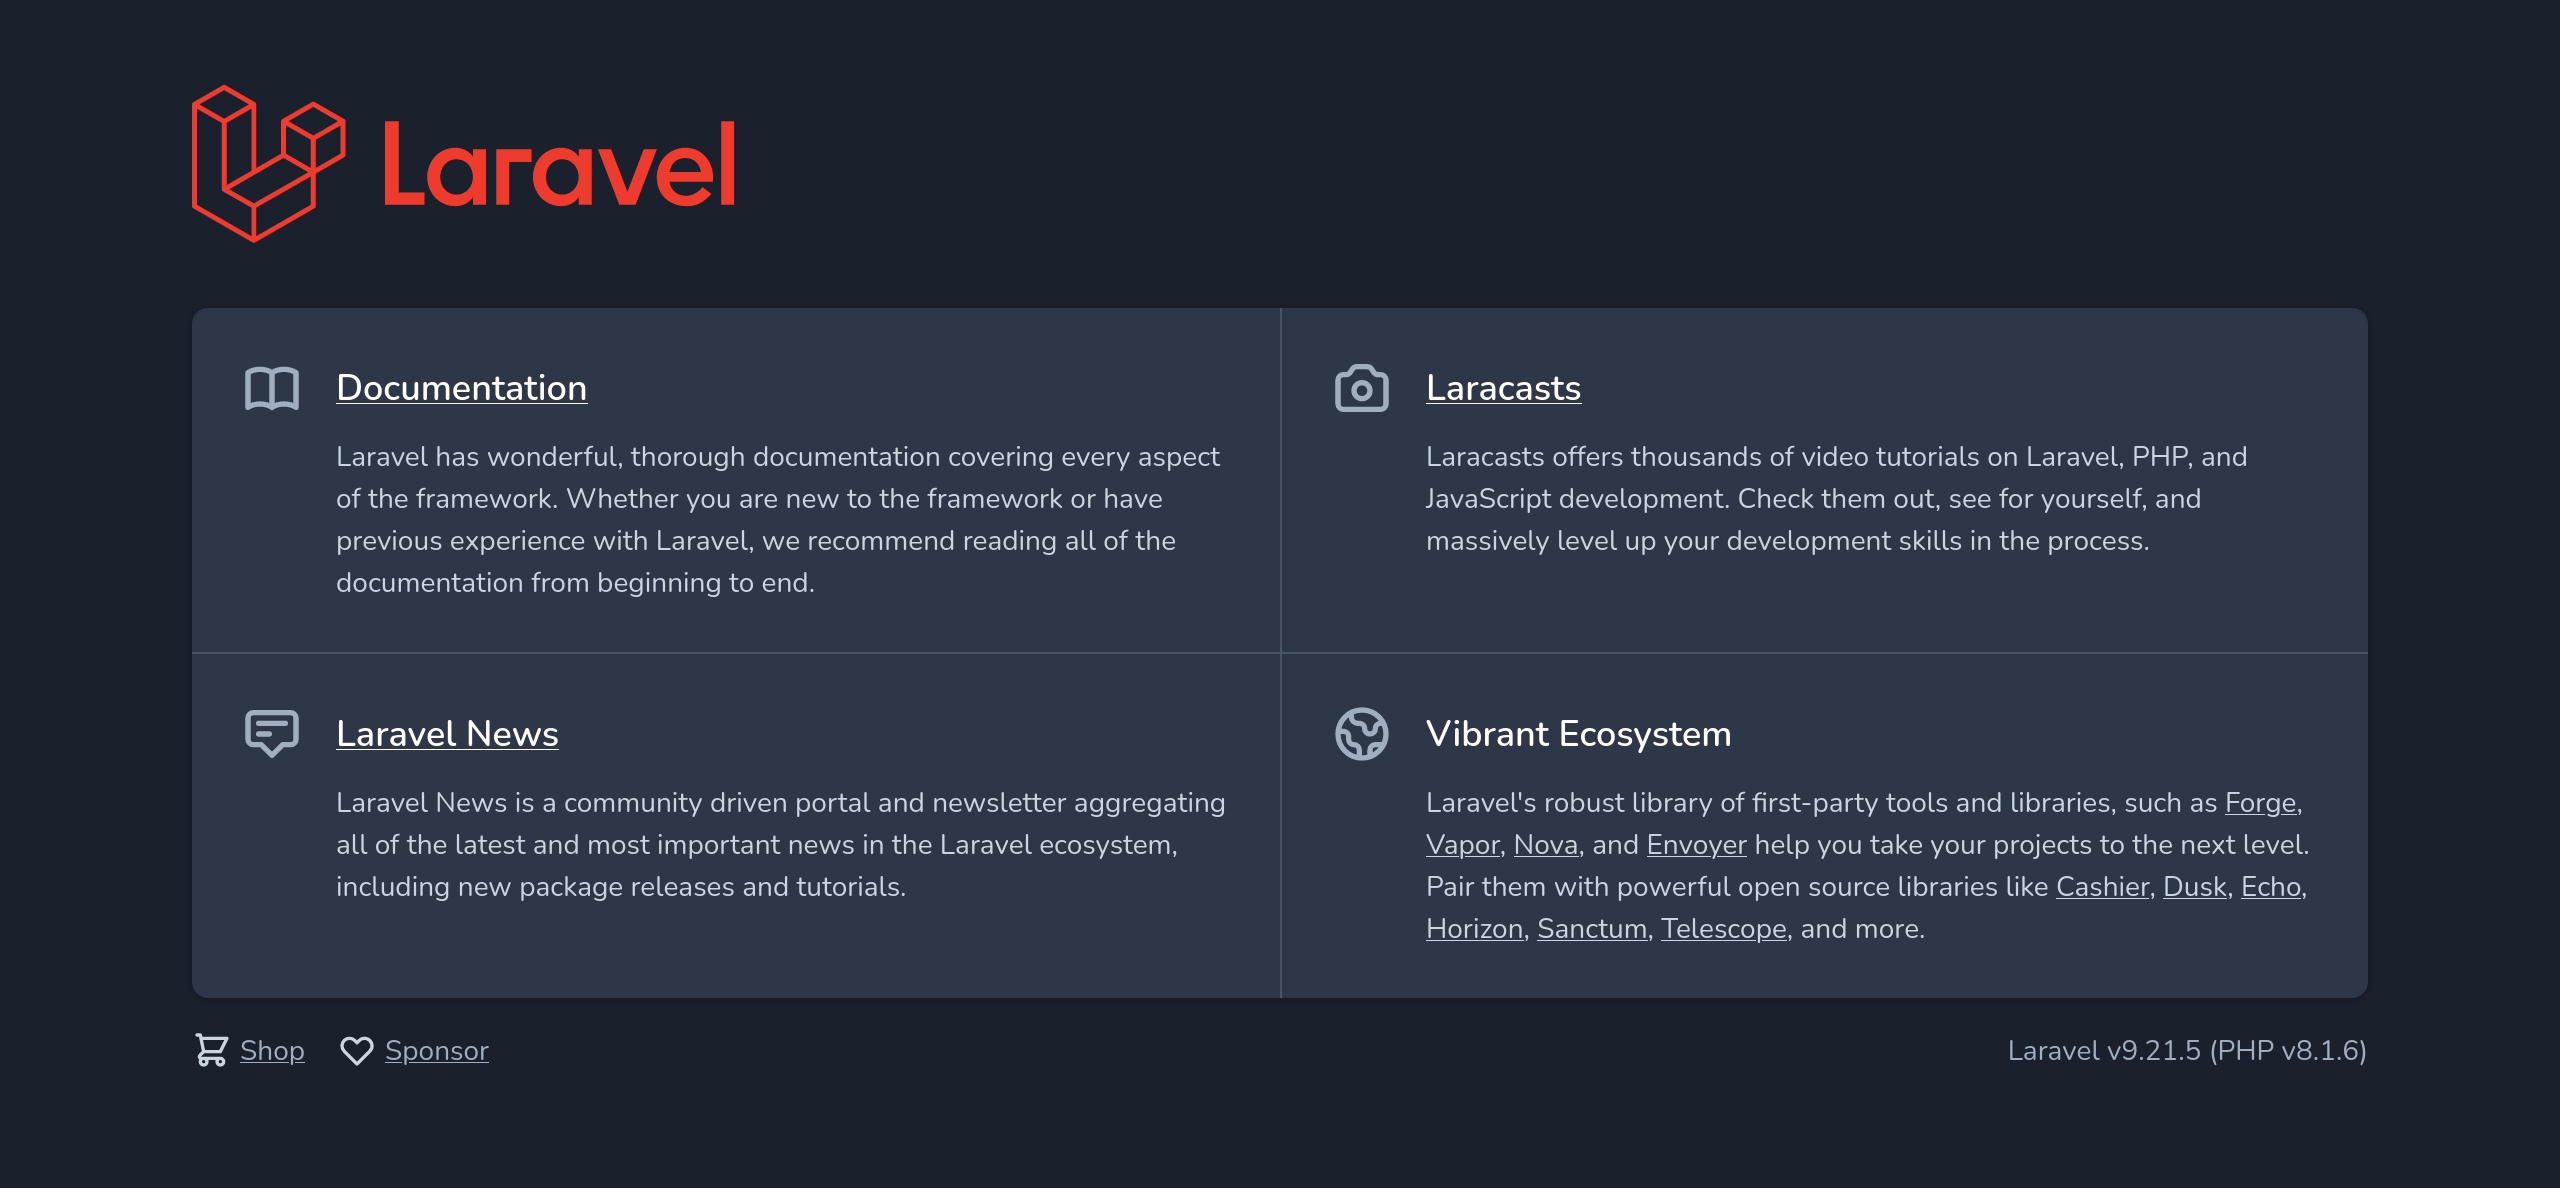 Laravel
Documentation
Laravel has wonderful, thorough documentation covering every aspect
of the framework. Whether you are new to the framework or have
previous experience with Laravel, we recommend reading all of the
documentation from beginning to end.
Laracasts
Laracasts offers thousands of video tutorials on Laravel, PHP, and
JavaScript development. Check them out, see for yourself, and
massively level up your development skills in the process.
Laravel News
Laravel News is a community driven portal and newsletter aggregating
all of the latest and most important news in the Laravel ecosystem,
including new package releases and tutorials.
Vibrant Ecosystem
Laravel's robust library of first-party tools and libraries, such as Forge,
Vapor, Nova, and Envoyer help you take your projects to the next level.
Pair them with powerful open source libraries like Cashier, Dusk, Echo,
Horizon, Sanctum, Telescope, and more.
Shop
Sponsor
Laravel v9.21.5 (PHP v8.1.6)